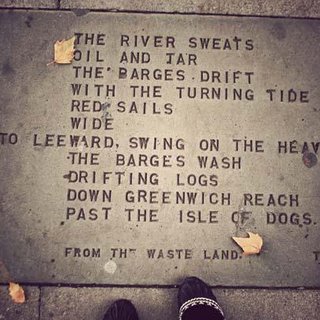 THE RIVER SWEATS
OIL AND TAR
THE BARGES DRIFT
WITH THE TURNING TIDE
RED SAILS
WIDE
TO LEEWARD, SWING ON THE
THE BARGES WASH
DRIFTING LOGS
DOWN GREENWICH REACH
PAST THE ISLE OF DOGS.
FROM THE WASTE LAND.